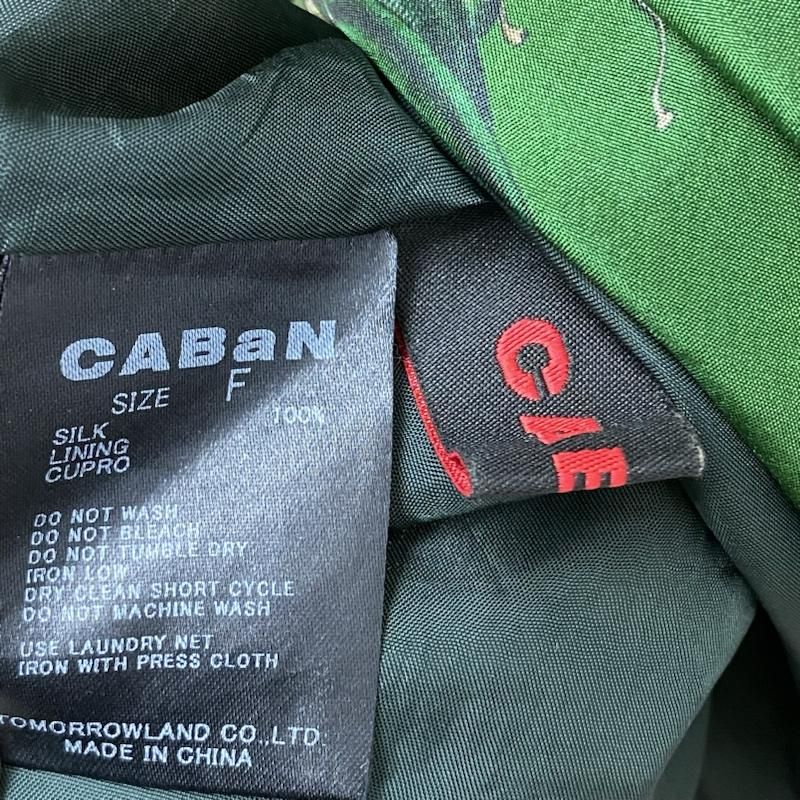 CABaN
SIZE F
100%
SILK
LINING
CUPRO
DO NOT WASH
DO NOT BLEACH
DO NOT TUMBLE DRY
IRON LOW
DRY CLEAN SHORT CYCLE
DO NOT MACHINE WASH
USE LAUNDRY NET
IRON WITH PRESS CLOTH
TOMORROWLAND CO.,LTD.
MADE IN CHINA